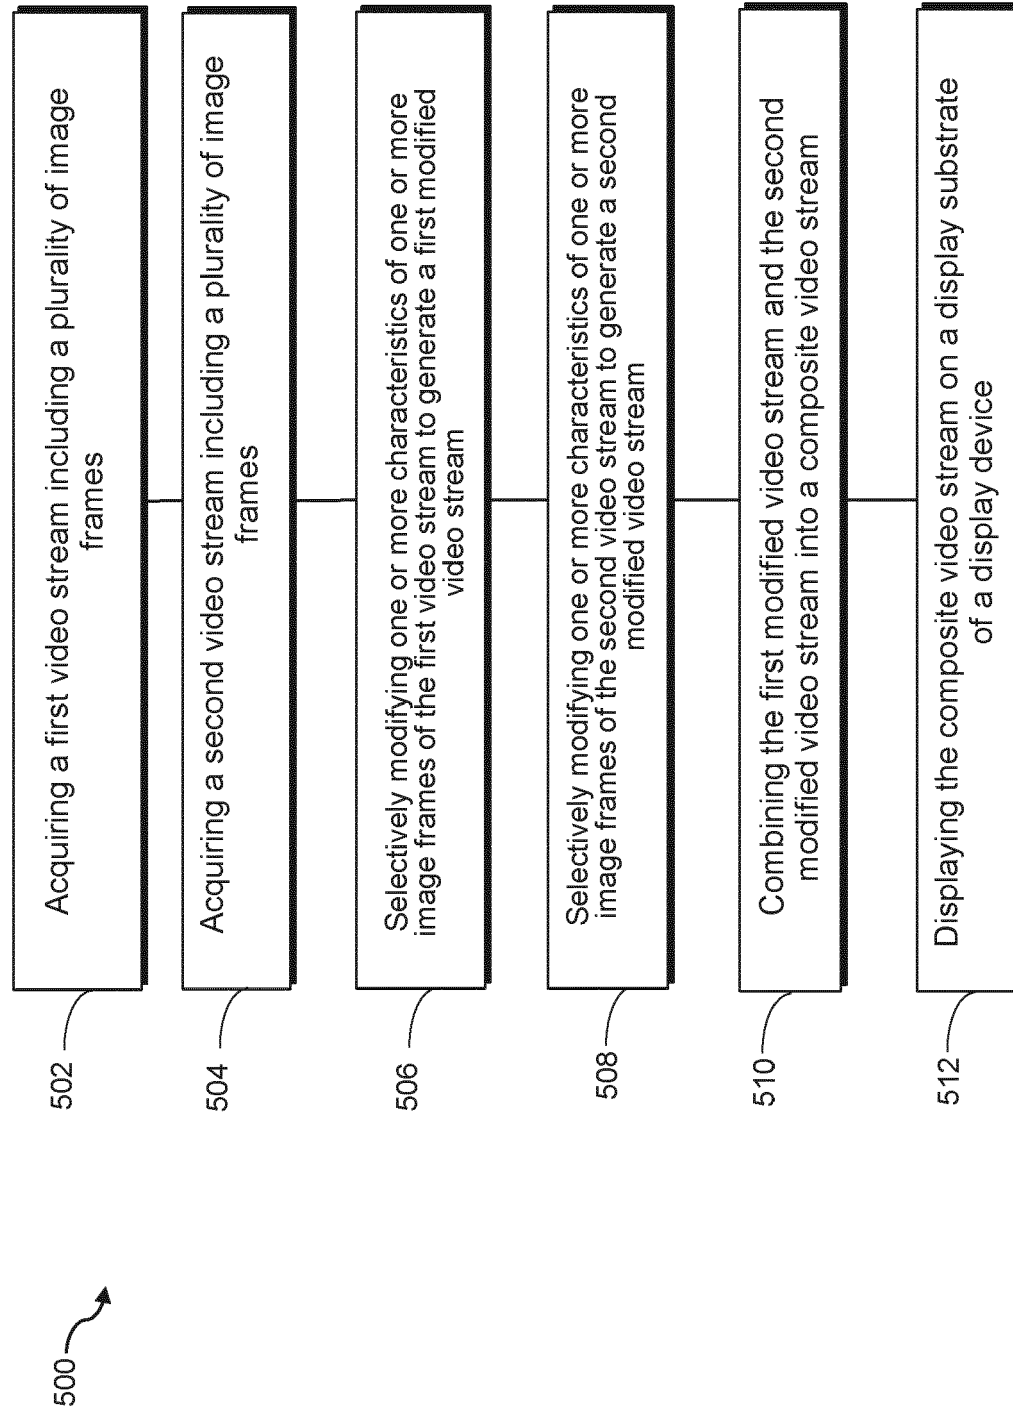 500
502
Acquiring a first video stream including a plurality of image
frames
504
Acquiring a second video stream including a plurality of image
frames
506
Selectively modifying one or more characteristics of one or more
image frames of the first video stream to generate a first modified
video stream
508
Selectively modifying one or more characteristics of one or more
image frames of the second video stream to generate a second
modified video stream
510
Combining the first modified video stream and the second
modified video stream into a composite video stream
512
Displaying the composite video stream on a display substrate
of a display device